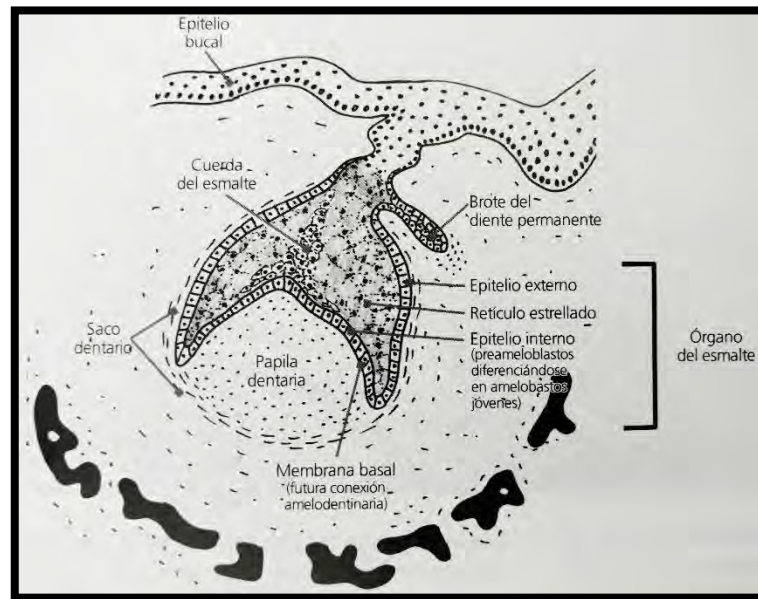 Epitelio
bucal
Cuerda
del esmalte
Brote del
diente permanente
Epitelio externo
Retículo estrellado
Epitelio interno
(preameloblastos
diferenciándose
en amelobastos
jóvenes)
Órgano
del esmalte
Saco
dentario
Papila
dentaria
Membrana basal
(futura conexión
amelodentinaria)